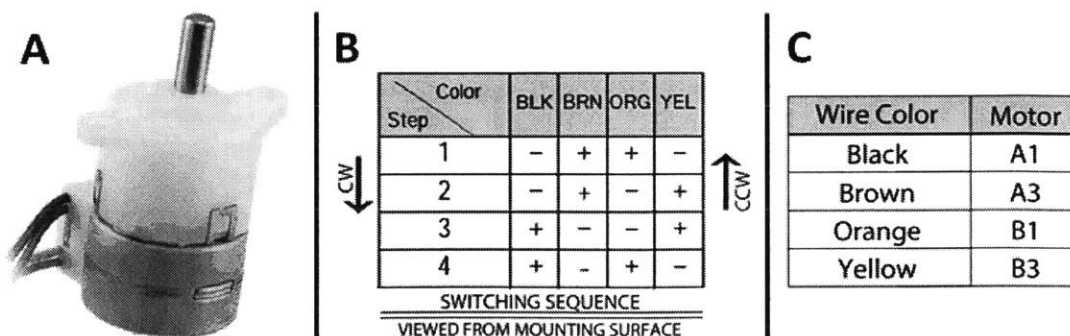 A
B
Color
Step
BLK BRN ORG YEL
1 – + + –
2 – + – +
3 + – – +
4 + - + –
CW
CCW
SWITCHING SEQUENCE
VIEWED FROM MOUNTING SURFACE
C
Wire Color Motor
Black A1
Brown A3
Orange B1
Yellow B3